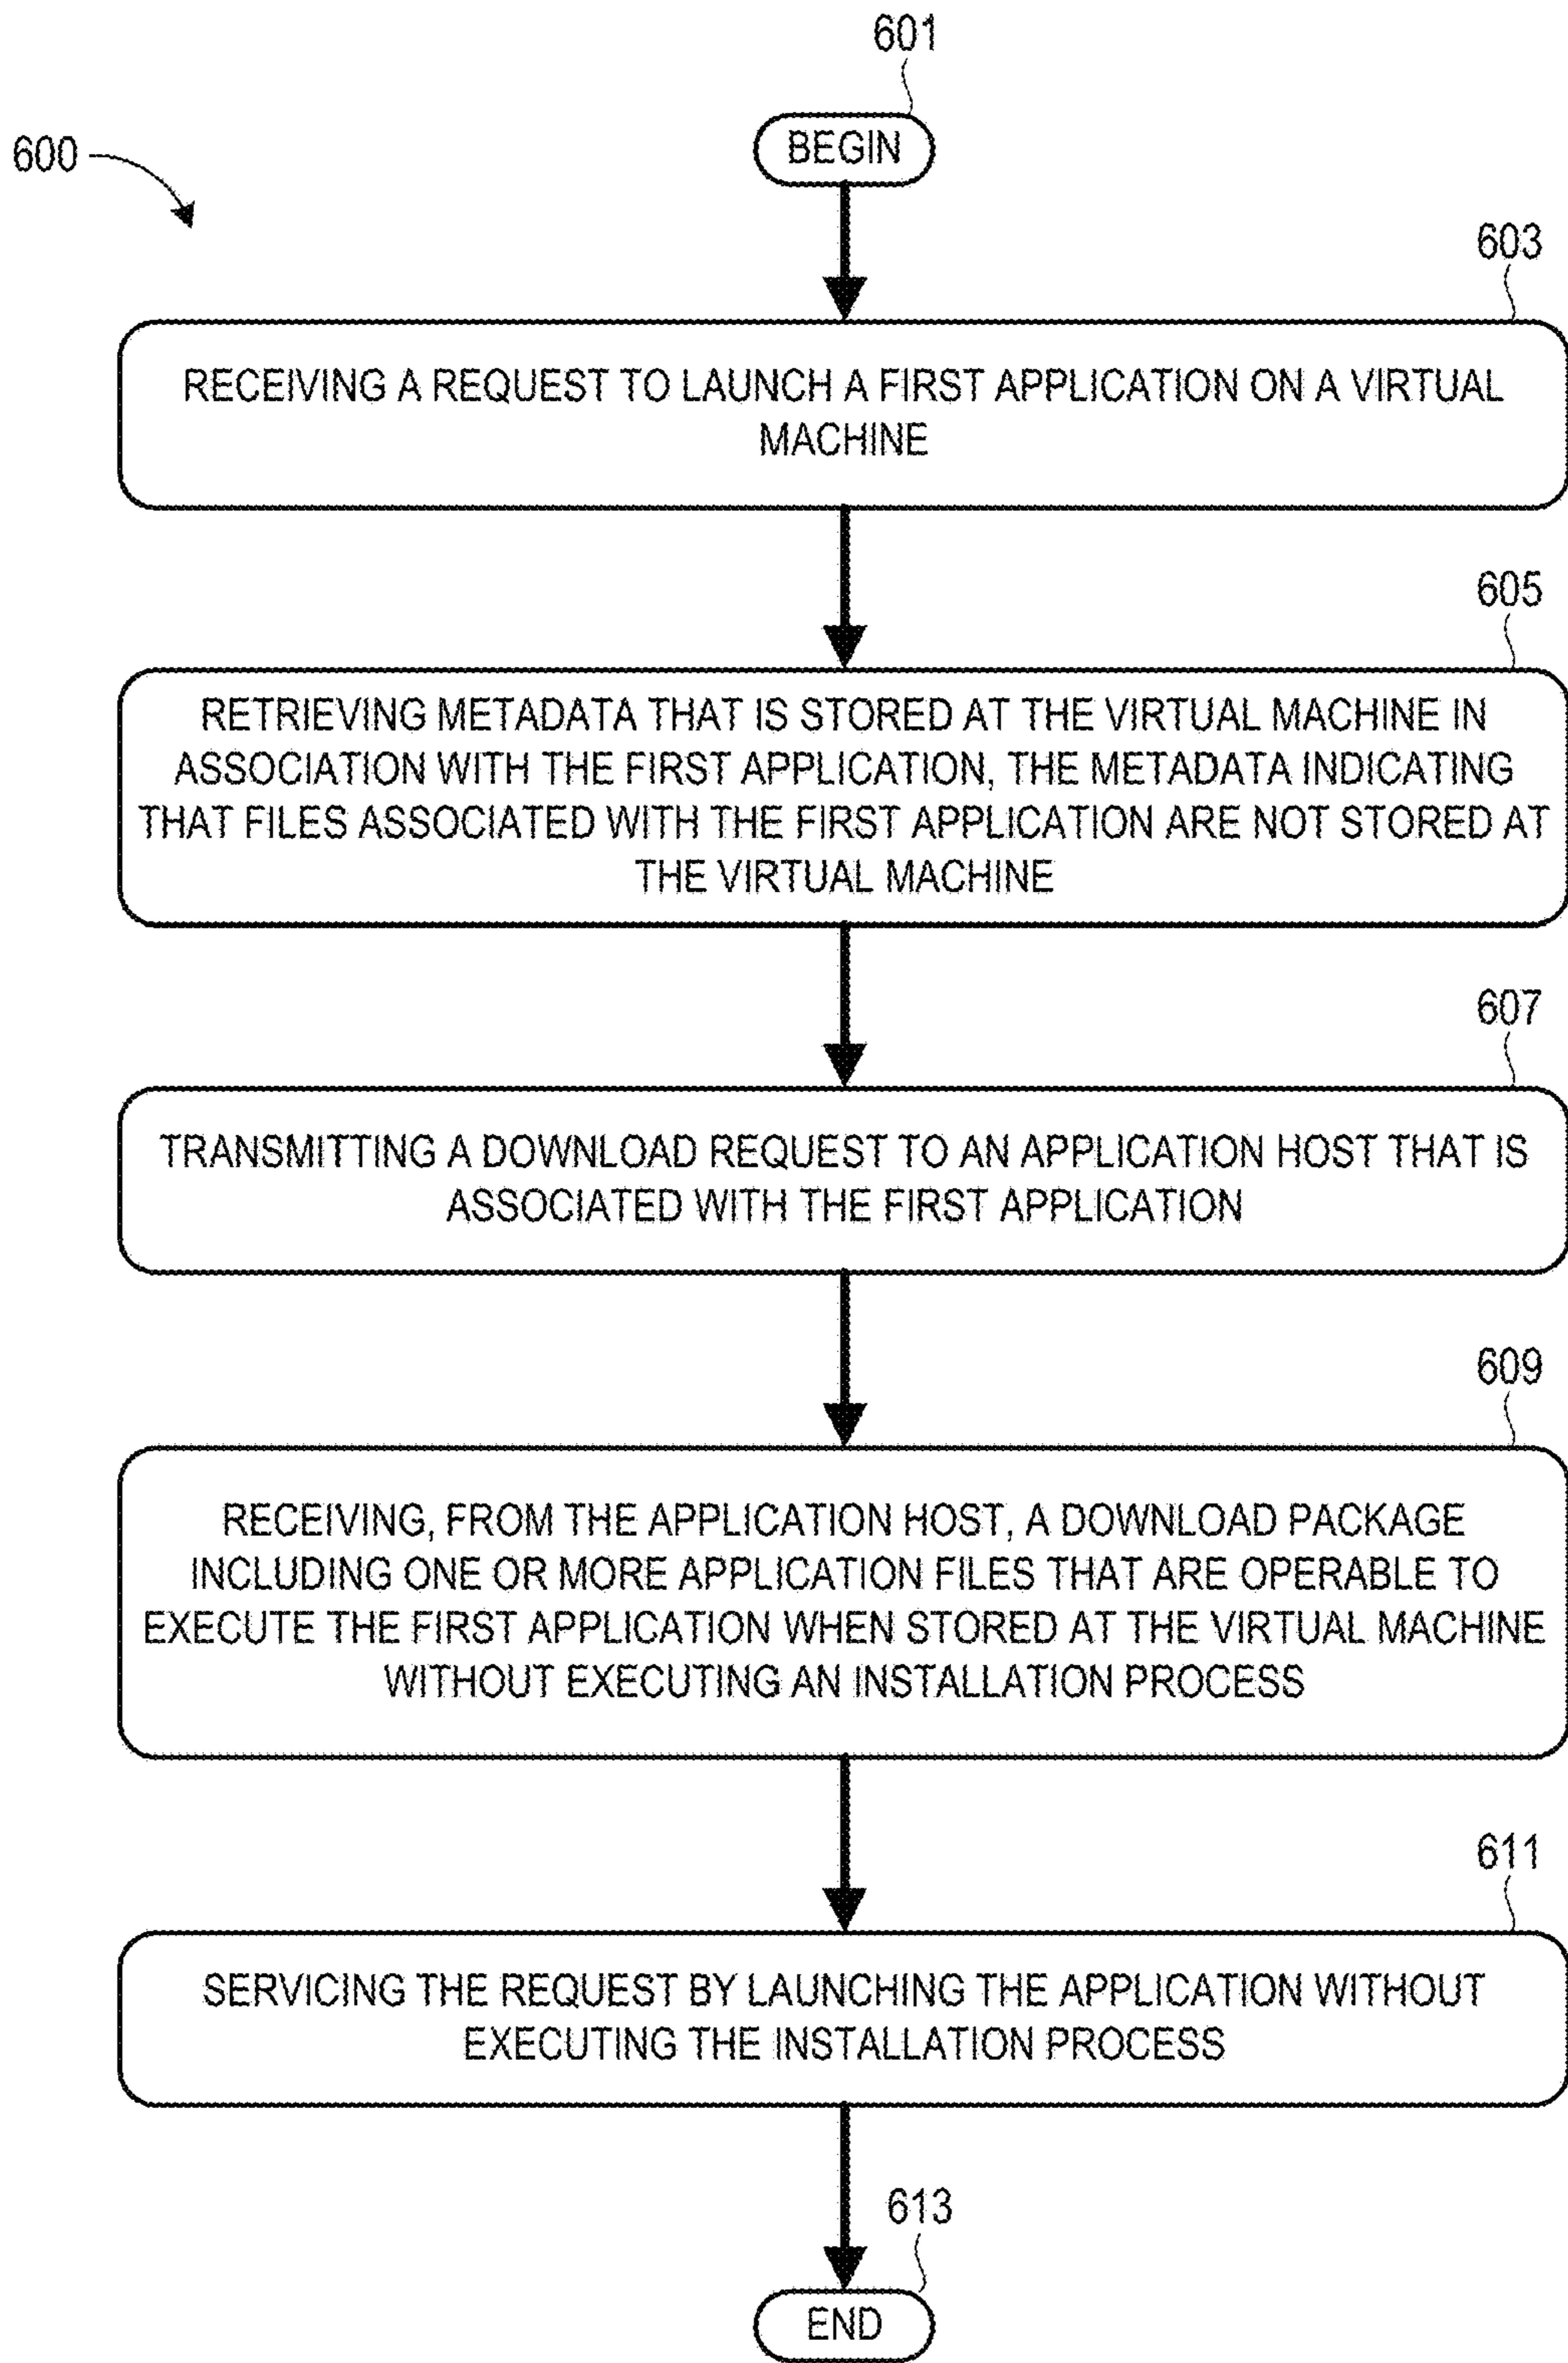 601
BEGIN
600
603
RECEIVING A REQUEST TO LAUNCH A FIRST APPLICATION ON A VIRTUAL
MACHINE
605
RETRIEVING METADATA THAT IS STORED AT THE VIRTUAL MACHINE IN
ASSOCIATION WITH THE FIRST APPLICATION, THE METADATA INDICATING
THAT FILES ASSOCIATED WITH THE FIRST APPLICATION ARE NOT STORED AT
THE VIRTUAL MACHINE
607
TRANSMITTING A DOWNLOAD REQUEST TO AN APPLICATION HOST THAT IS
ASSOCIATED WITH THE FIRST APPLICATION
609
RECEIVING, FROM THE APPLICATION HOST, A DOWNLOAD PACKAGE
INCLUDING ONE OR MORE APPLICATION FILES THAT ARE OPERABLE TO
EXECUTE THE FIRST APPLICATION WHEN STORED AT THE VIRTUAL MACHINE
WITHOUT EXECUTING AN INSTALLATION PROCESS
611
SERVICING THE REQUEST BY LAUNCHING THE APPLICATION WITHOUT
EXECUTING THE INSTALLATION PROCESS
613
END